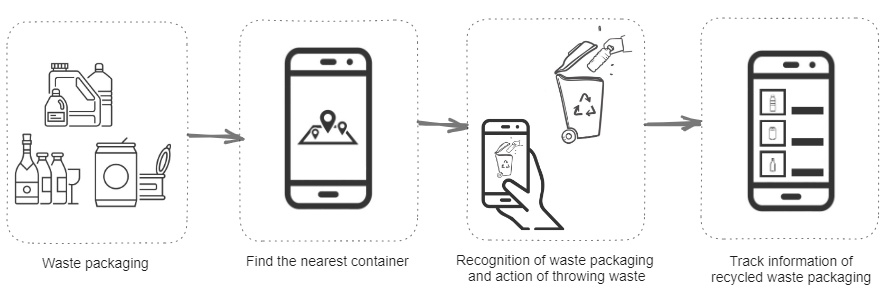 Waste packaging
Find the nearest container
Recognition of waste packaging
and action of throwing waste
Track information of
recycled waste packaging